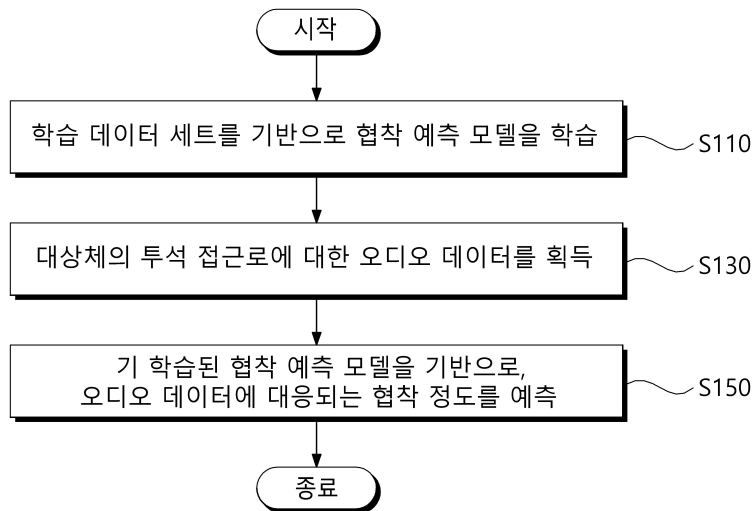 시작
학습 데이터 세트를 기반으로 협착 예측 모델을 학습
S110
대상체의 투석 접근로에 대한 오디오 데이터를 획득
S130
기 학습된 협착 예측 모델을 기반으로,
오디오 데이터에 대응되는 협착 정도를 예측
S150
종료